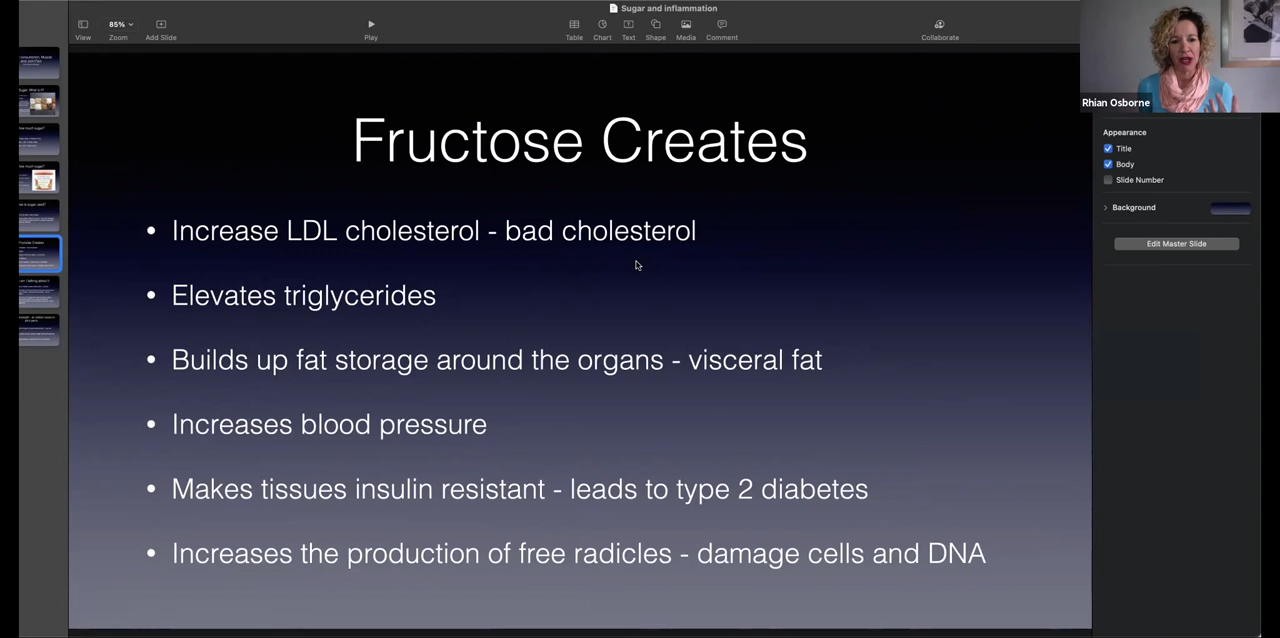 Sugar and inflammation
85%
View
Zoom
Add Slide
Play
Table
Chart
Text
Shape
Media
Comment
Collaborate
Rhian Osborne
Fructose Creates
• Increase LDL cholesterol - bad cholesterol
• Elevates triglycerides
• Builds up fat storage around the organs - visceral fat
• Increases blood pressure
• Makes tissues insulin resistant - leads to type 2 diabetes
• Increases the production of free radicles - damage cells and DNA
Appearance
Title
Body
Slide Number
Background
Edit Master Slide